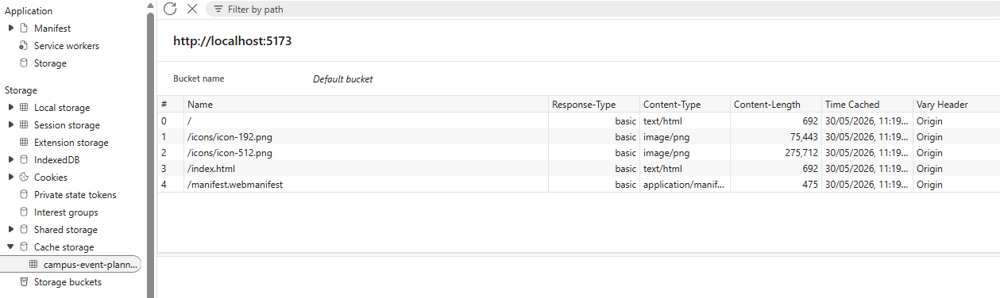 Application
Manifest
Service workers
Storage
Storage
Local storage
Session storage
Extension storage
IndexedDB
Cookies
Private state tokens
Interest groups
Shared storage
Cache storage
campus-event-plann...
Storage buckets
Filter by path
http://localhost:5173
Bucket name Default bucket
# Name Response-Type Content-Type Content-Length Time Cached Vary Header
0 / basic text/html 692 30/05/2026, 11:19... Origin
1 /icons/icon-192.png basic image/png 75,443 30/05/2026, 11:19... Origin
2 /icons/icon-512.png basic image/png 275,712 30/05/2026, 11:19... Origin
3 /index.html basic text/html 692 30/05/2026, 11:19... Origin
4 /manifest.webmanifest basic application/manif... 475 30/05/2026, 11:19... Origin